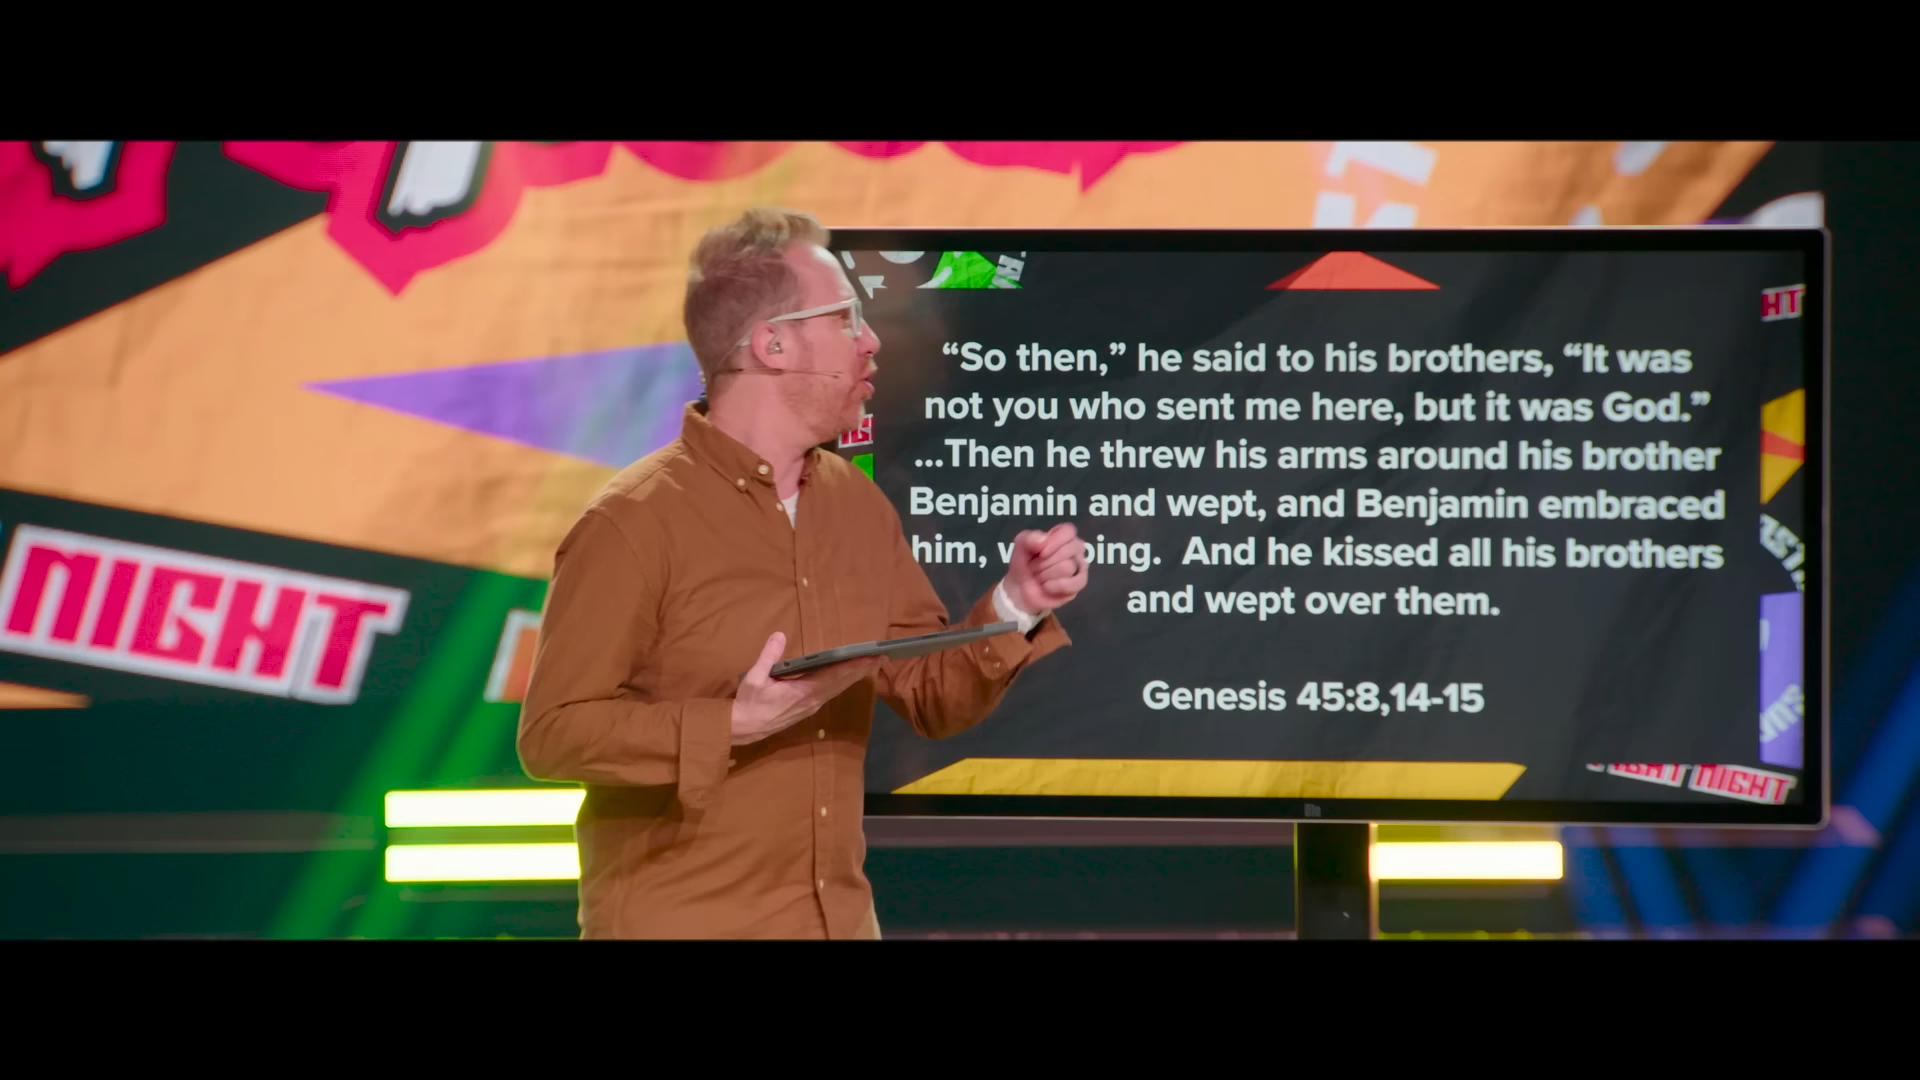 “So then,” he said to his brothers, “It was
not you who sent me here, but it was God.”
...Then he threw his arms around his brother
Benjamin and wept, and Benjamin embraced
him, And he kissed all his brothers
and wept over them.
Genesis 45:8,14-15
NIGHT
HT
NIGHT